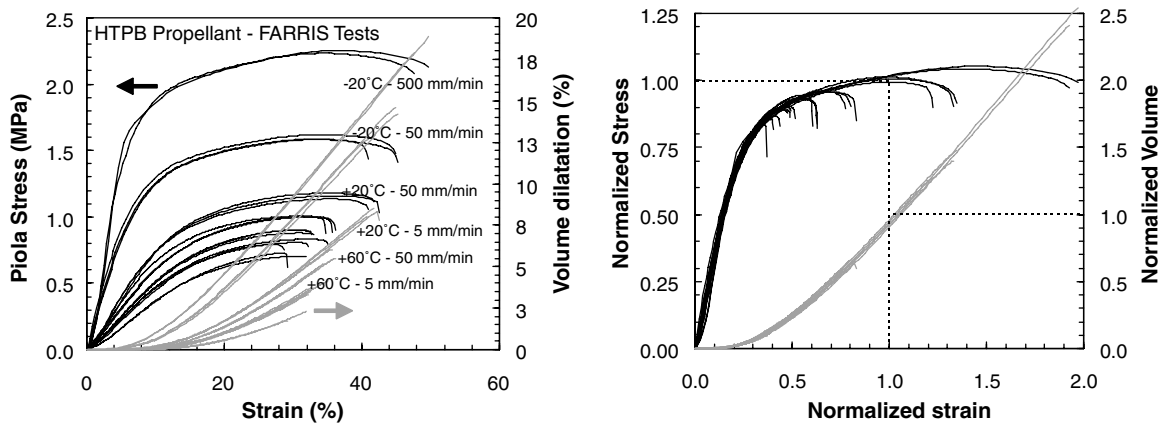 HTPB Propellant - FARRIS Tests
2.5
2.0
1.5
1.0
0.5
0.0
Piola Stress (MPa)
0
20
40
60
Strain (%)
20
18
15
13
10
8
5
3
0
Volume dilatation (%)
-20˚C - 500 mm/min
-20˚C - 50 mm/min
+20˚C - 50 mm/min
+20˚C - 5 mm/min
+60˚C - 50 mm/min
+60˚C - 5 mm/min
1.25
1.00
0.75
0.50
0.25
0.00
Normalized Stress
0.0
0.5
1.0
1.5
2.0
Normalized strain
2.5
2.0
1.5
1.0
0.5
0.0
Normalized Volume